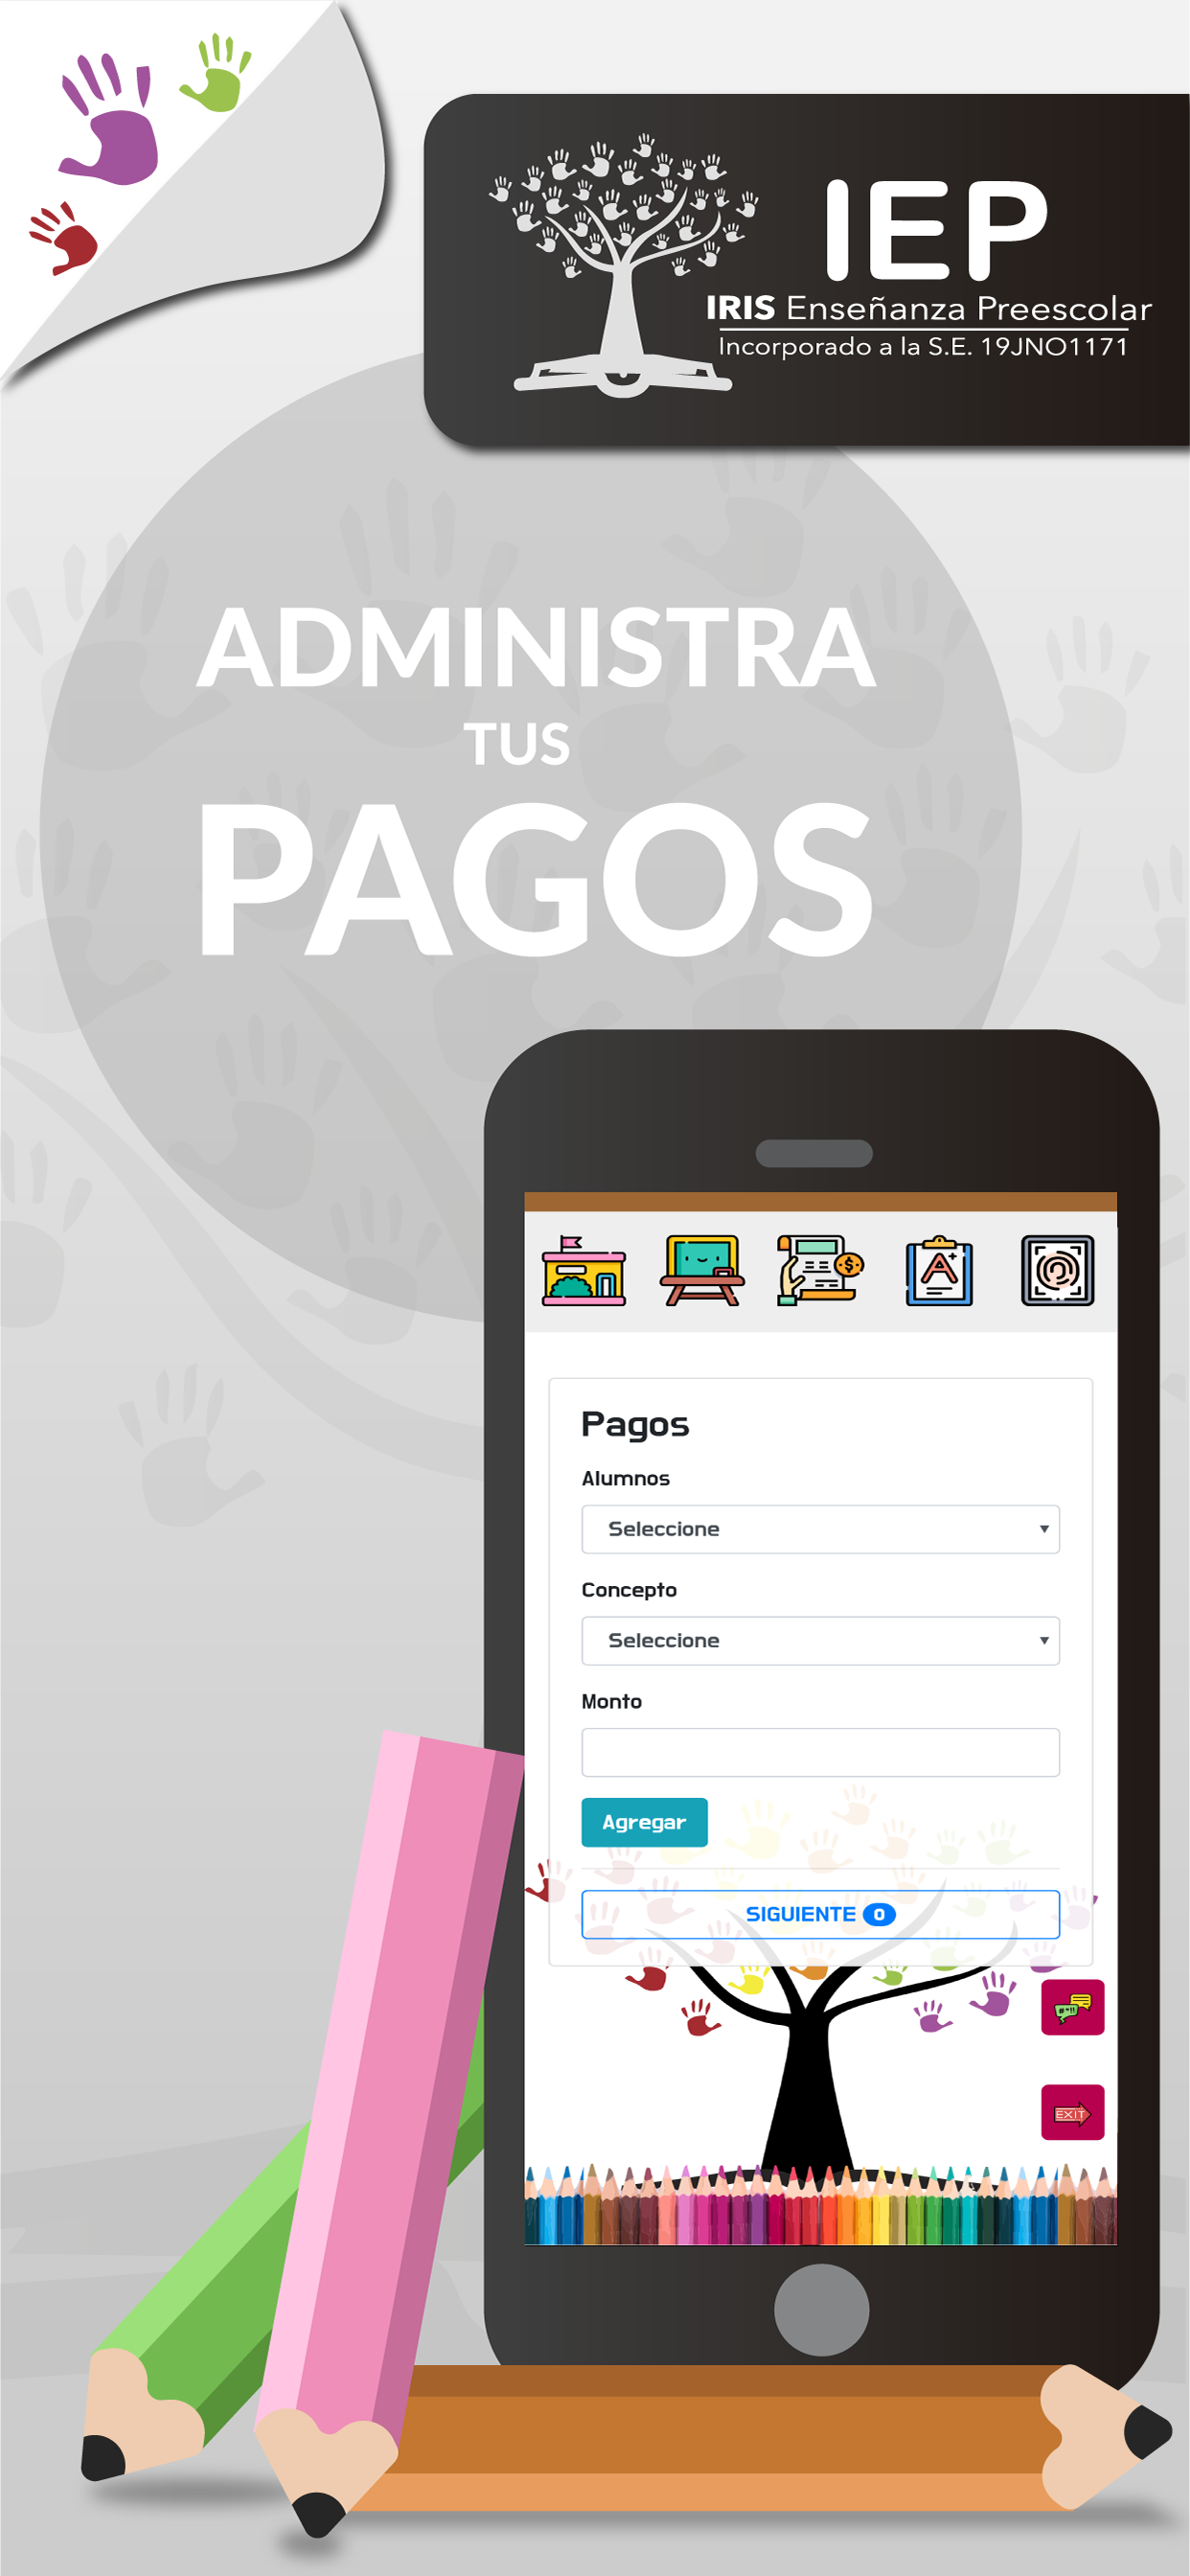 IEP
IRIS Enseñanza Preescolar
Incorporado a la S.E. 19JNO1171
ADMINISTRA
TUS
PAGOS
Pagos
Alumnos
Seleccione
Concepto
Seleccione
Monto
Agregar
SIGUIENTE 0
#*!!
EXIT